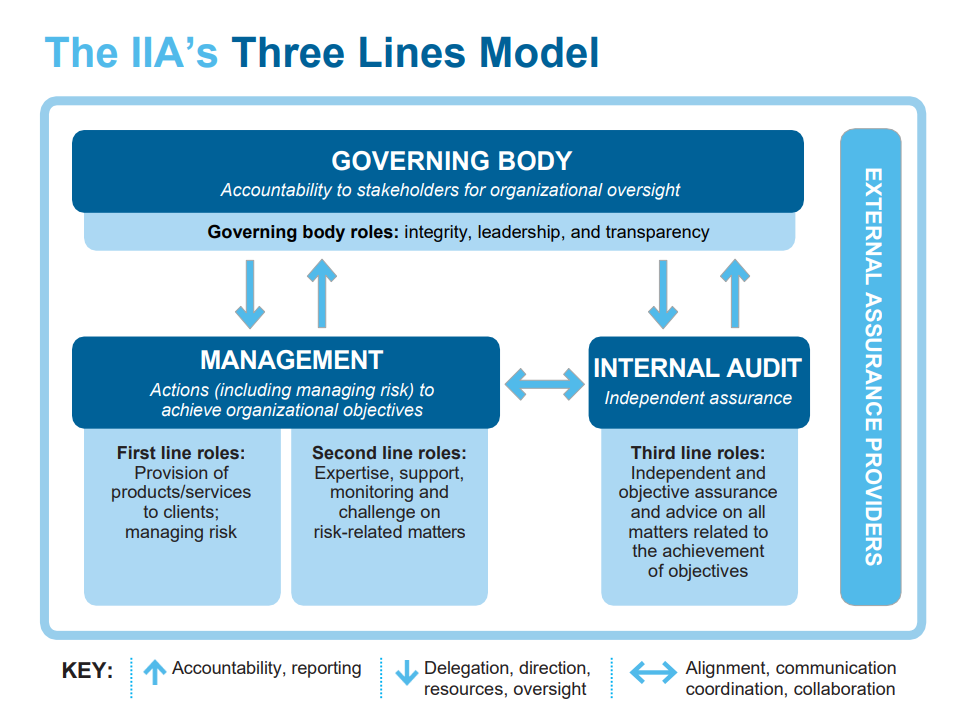 The IIA's Three Lines Model
GOVERNING BODY
Accountability to stakeholders for organizational oversight
Governing body roles: integrity, leadership, and transparency
MANAGEMENT
Actions (including managing risk) to
achieve organizational objectives
First line roles:
Provision of
products/services
to clients;
managing risk
Second line roles:
Expertise, support,
monitoring and
challenge on
risk-related matters
INTERNAL AUDIT
Independent assurance
Third line roles:
Independent and
objective assurance
and advice on all
matters related to
the achievement
of objectives
EXTERNAL ASSURANCE PROVIDERS
KEY:
Accountability, reporting
Delegation, direction,
resources, oversight
Alignment, communication
coordination, collaboration